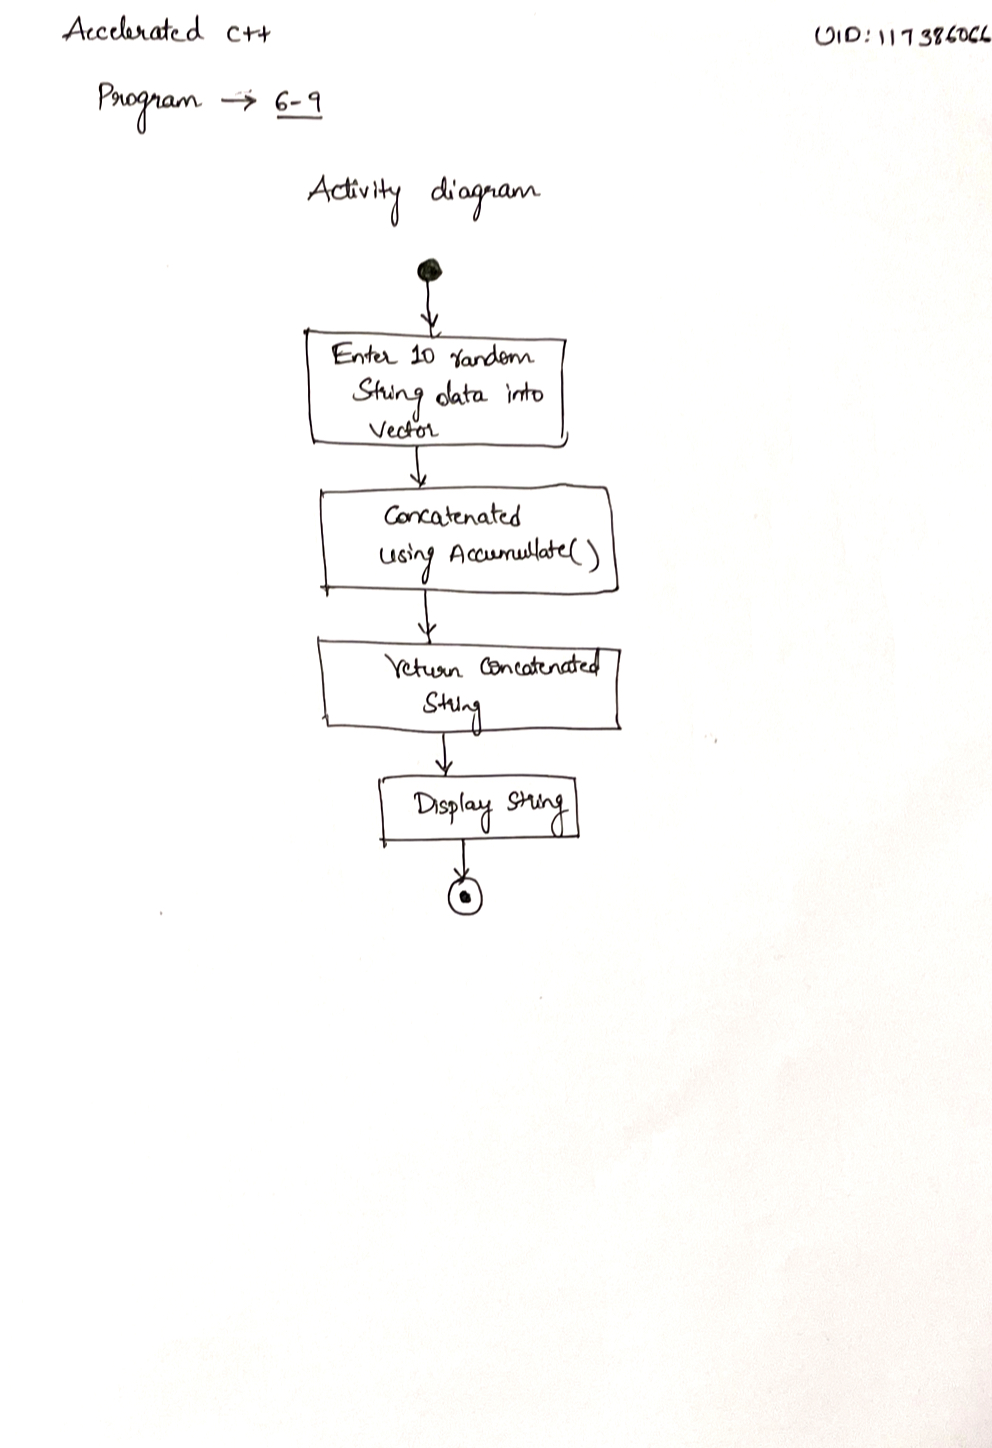 Accelerated C++
UID: 117386066
Program → 6-9
Activity diagram
Enter 10 random
String data into
Vector
Concatenated
using Accumullate()
return Concatenated
String
Display String